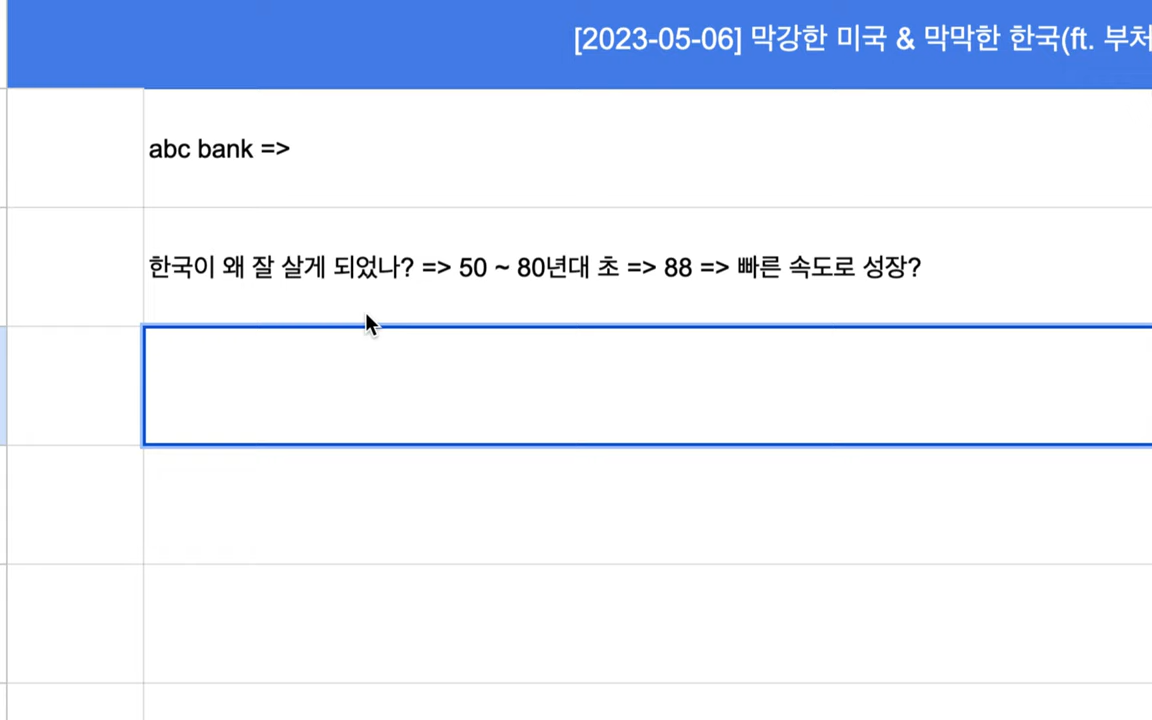 [2023-05-06] 막강한 미국 & 막막한 한국(ft. 부처
abc bank =>
한국이 왜 잘 살게 되었나? => 50 ~ 80년대 초 => 88 => 빠른 속도로 성장?